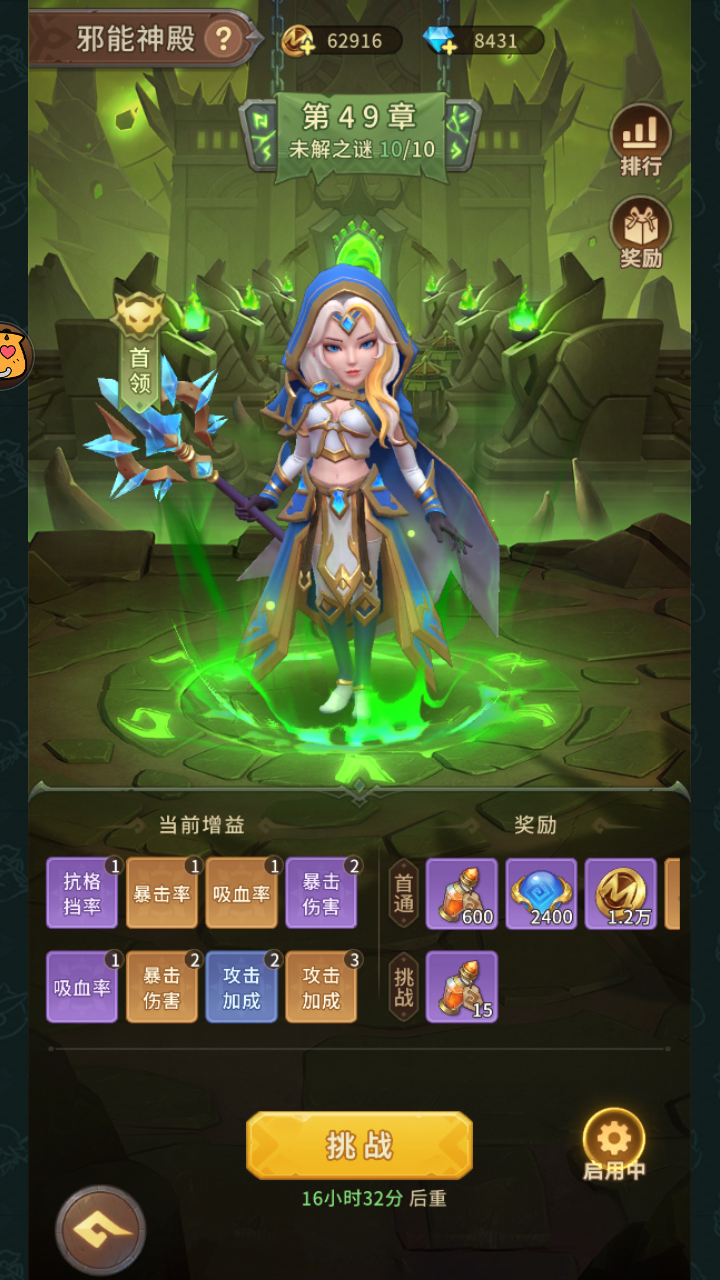 邪能神殿
?
62916
8431
第49章
未解之谜 10/10
排行
奖励
首领
当前增益
奖励
抗格挡率 1
暴击率 1
吸血率 1
暴击伤害 2
首通
600
2400
1.2万
吸血率 1
暴击伤害 2
攻击加成 2
攻击加成 3
挑战
15
挑战
启用中
16小时32分 后重